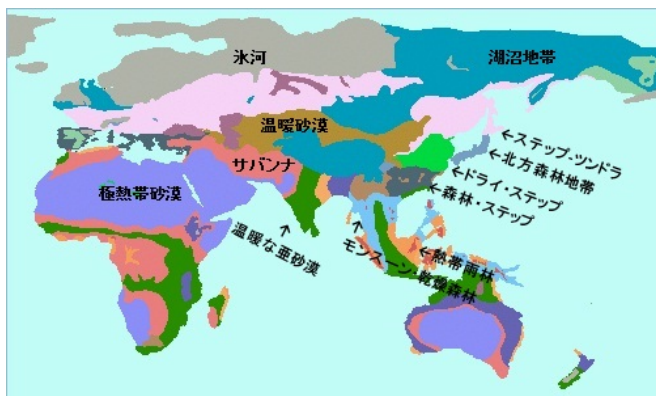 氷河
湖沼地帯
温暖砂漠
サバンナ
極熱帯砂漠
←ステップ-ツンドラ
←北方森林地帯
←ドライ・ステップ
←森林・ステップ
←熱帯雨林
モンスーン・乾燥森林
温暖な亜砂漠